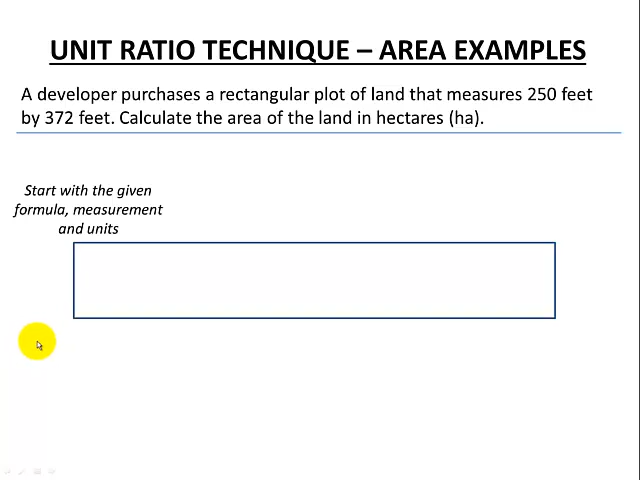 UNIT RATIO TECHNIQUE – AREA EXAMPLES
A developer purchases a rectangular plot of land that measures 250 feet
by 372 feet. Calculate the area of the land in hectares (ha).
Start with the given
formula, measurement
and units